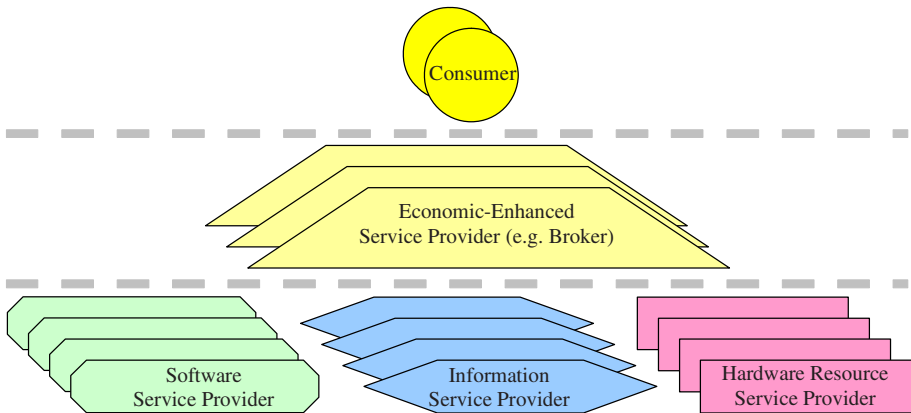 Consumer
Economic-Enhanced
Service Provider (e.g. Broker)
Software
Service Provider
Information
Service Provider
Hardware Resource
Service Provider